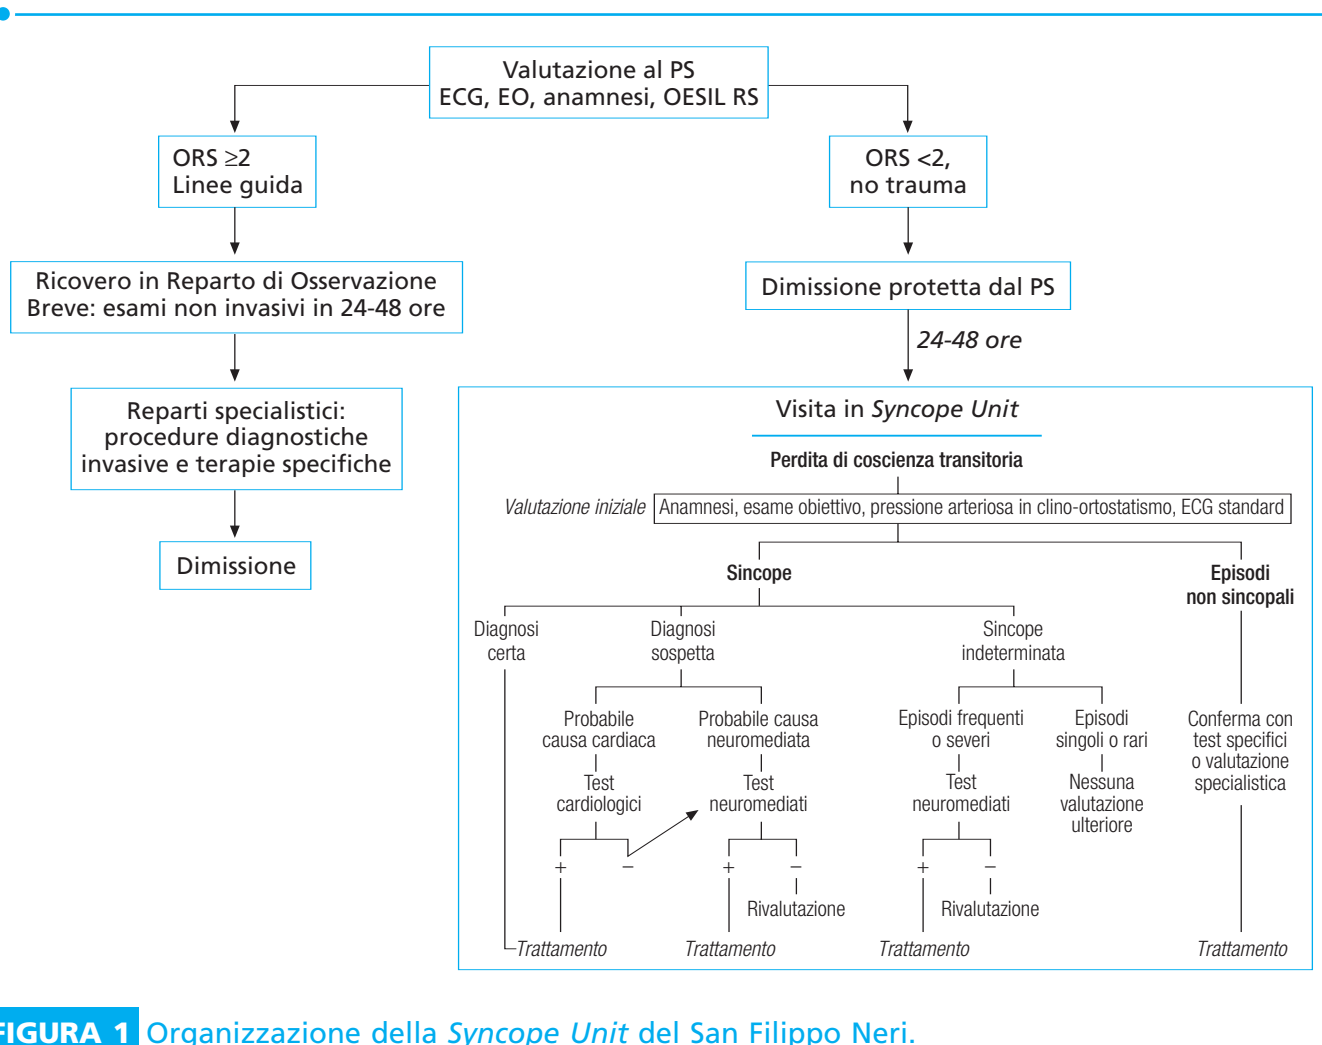 Valutazione al PS
ECG, EO, anamnesi, OESIL RS
ORS ≥2
Linee guida
Ricovero in Reparto di Osservazione
Breve: esami non invasivi in 24-48 ore
Reparti specialistici:
procedure diagnostiche
invasive e terapie specifiche
Dimissione
ORS <2,
no trauma
Dimissione protetta dal PS
24-48 ore
Visita in Syncope Unit
Perdita di coscienza transitoria
Valutazione iniziale
Anamnesi, esame obiettivo, pressione arteriosa in clino-ortostatismo, ECG standard
Sincope
Episodi
non sincopali
Diagnosi
certa
Diagnosi
sospetta
Sincope
indeterminata
Probabile
causa cardiaca
Probabile causa
neuromediata
Episodi frequenti
o severi
Episodi
singoli o rari
Conferma con
test specifici
o valutazione
specialistica
Test
cardiologici
Test
neuromediati
Test
neuromediati
Nessuna
valutazione
ulteriore
+ –
+ –
+ –
Rivalutazione
Rivalutazione
Trattamento
Trattamento
Trattamento
Trattamento
FIGURA 1 Organizzazione della Syncope Unit del San Filippo Neri.